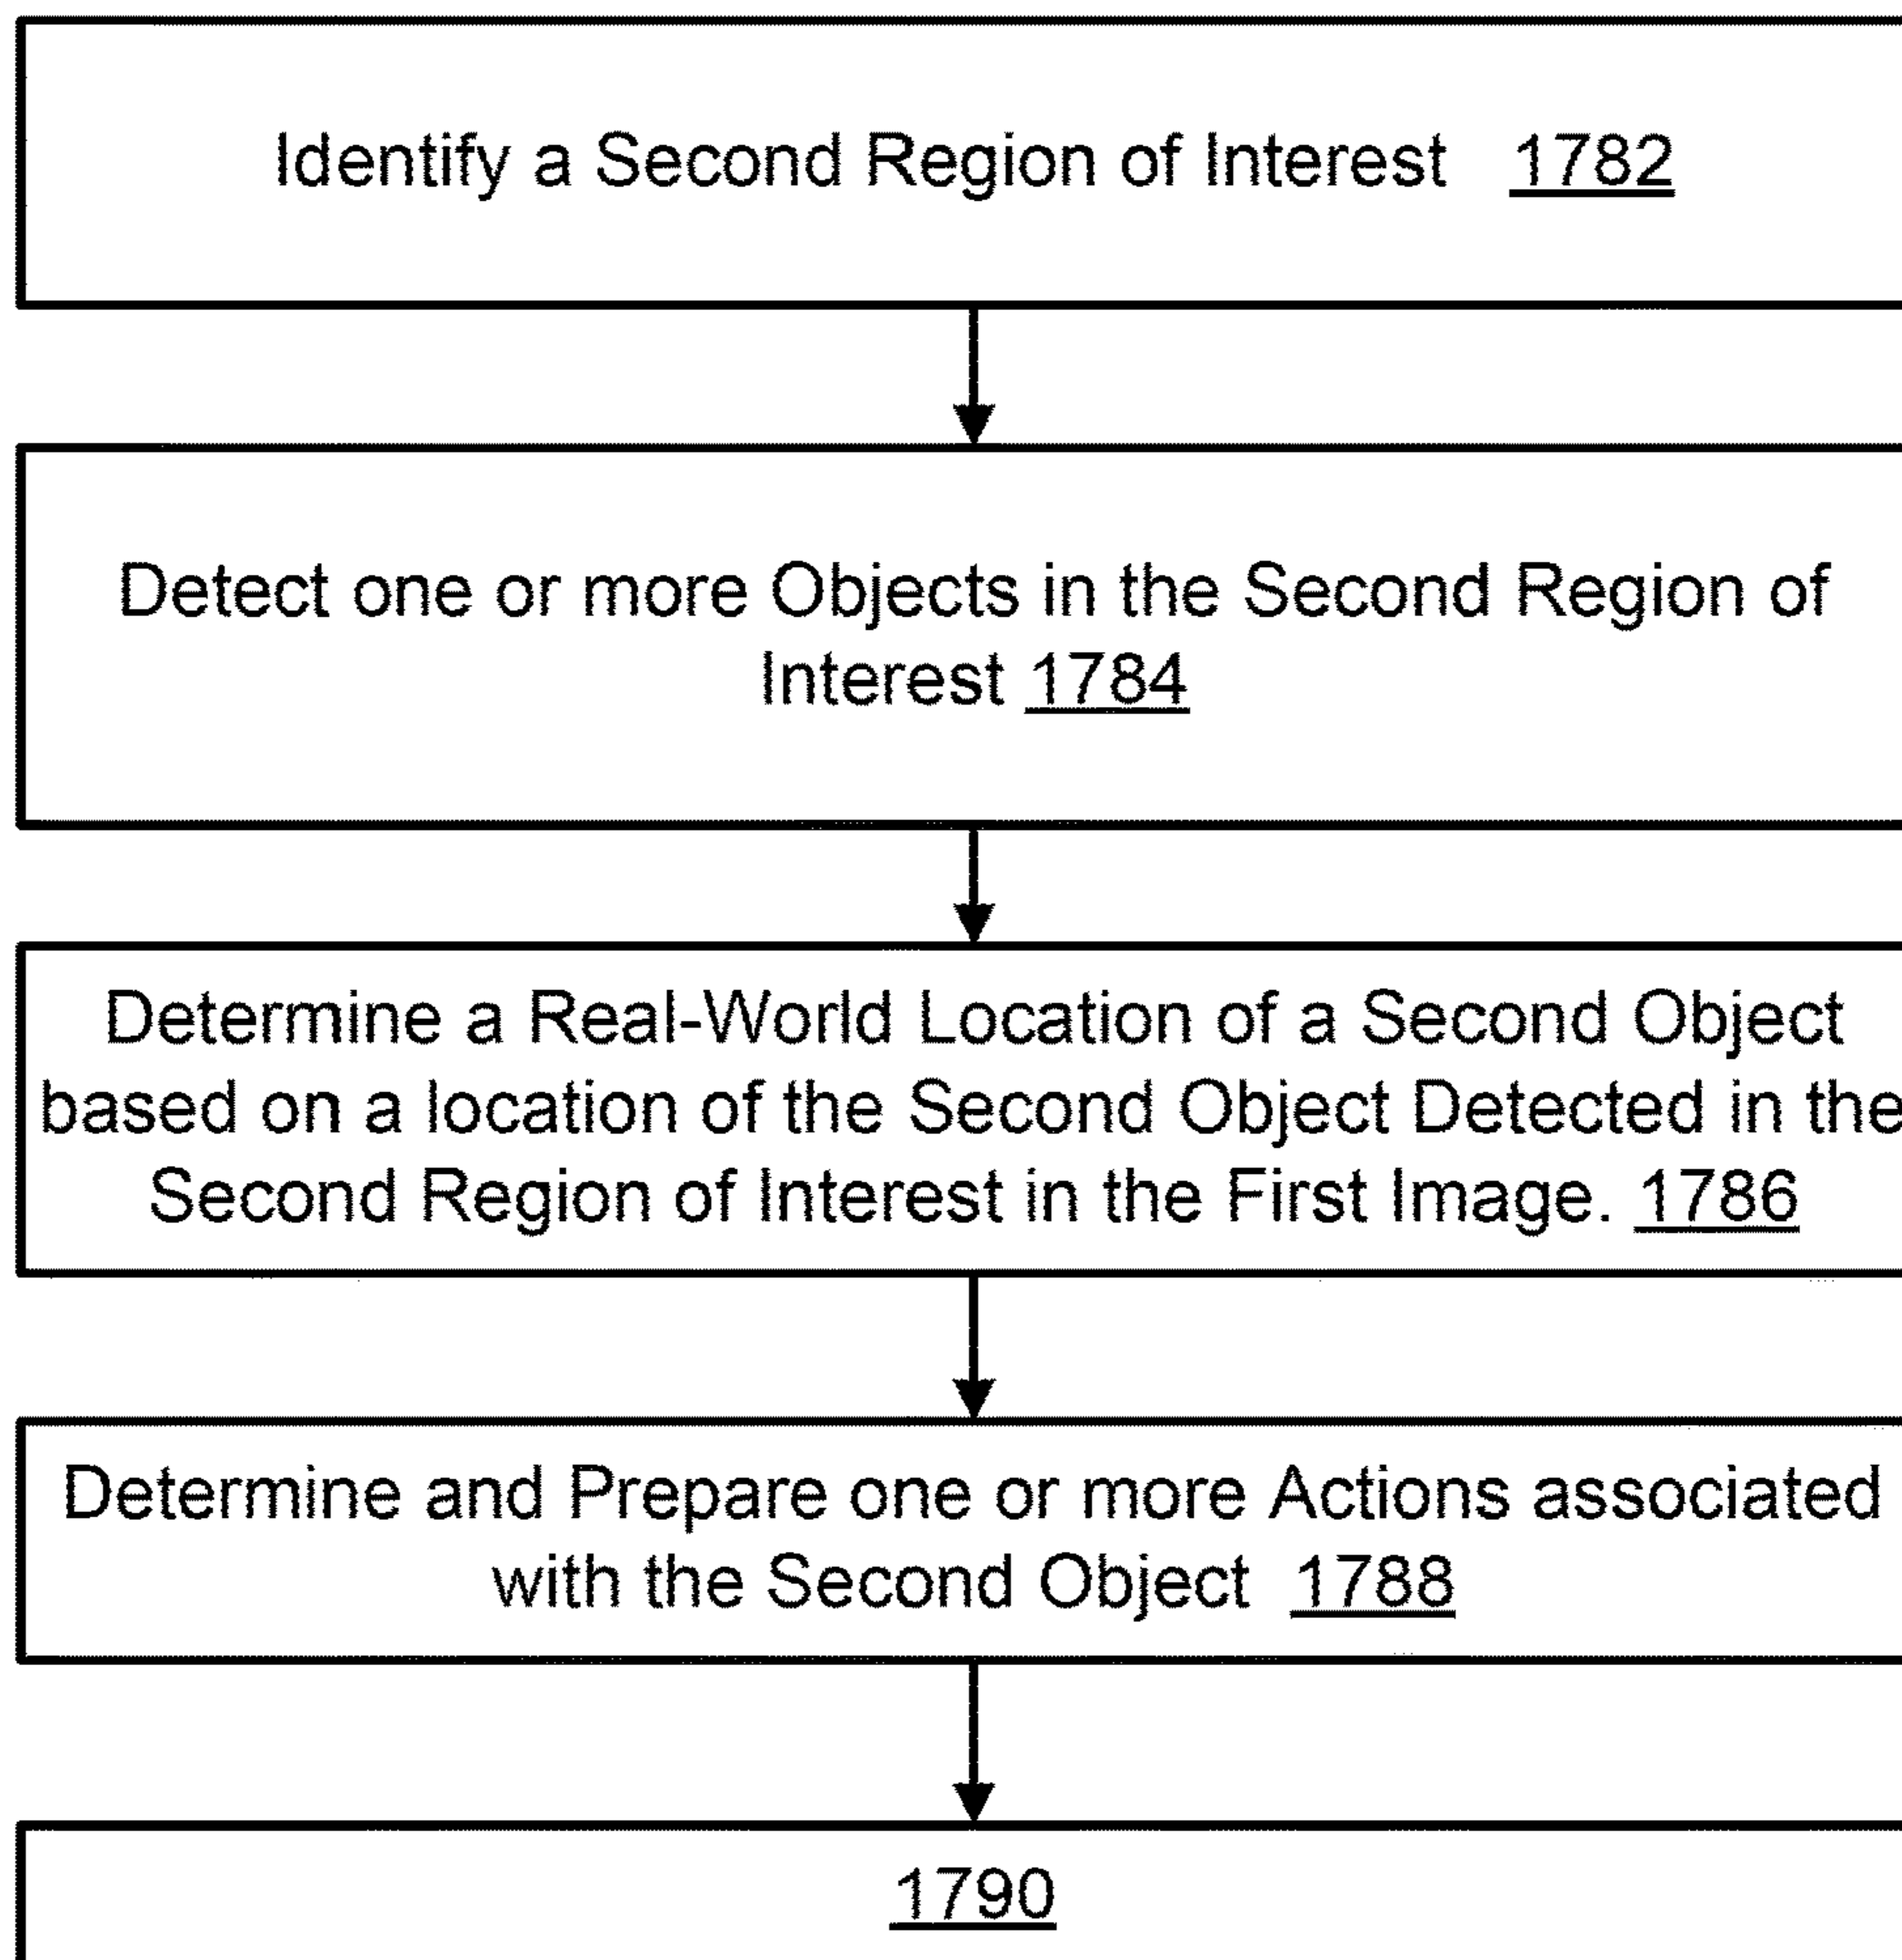 Identify a Second Region of Interest 1782
Detect one or more Objects in the Second Region of
Interest 1784
Determine a Real-World Location of a Second Object
based on a location of the Second Object Detected in the
Second Region of Interest in the First Image. 1786
Determine and Prepare one or more Actions associated
with the Second Object 1788
1790